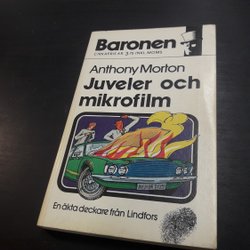 Baronen
Anthony Morton
Juveler och
mikrofilm
En äkta deckare från Lindfors